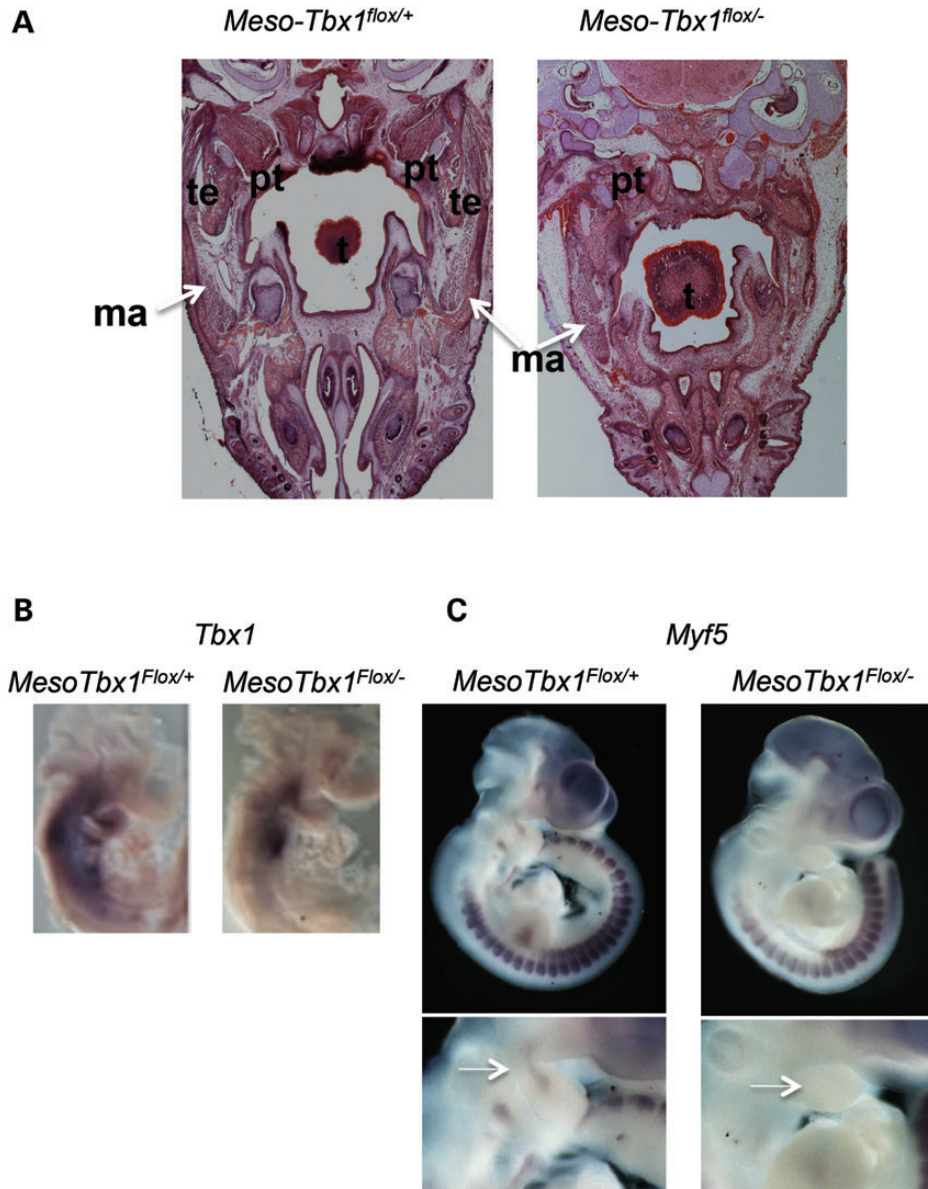 A
Meso-Tbx1flox/+ Meso-Tbx1flox/-
te pt pt te
t
ma
pt
t
ma
B
Tbx1
MesoTbx1Flox/+ MesoTbx1Flox/-
C
Myf5
MesoTbx1Flox/+ MesoTbx1Flox/-